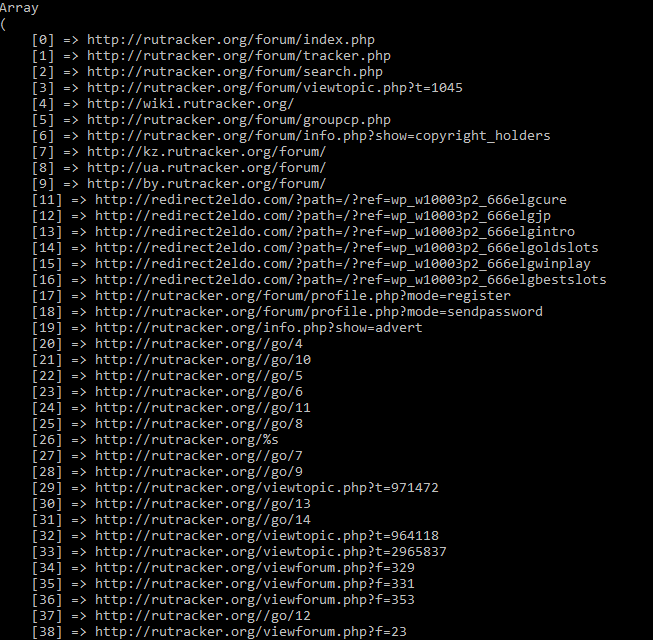 Array
(
[0] => http://rutracker.org/forum/index.php
[1] => http://rutracker.org/forum/tracker.php
[2] => http://rutracker.org/forum/search.php
[3] => http://rutracker.org/forum/viewtopic.php?t=1045
[4] => http://wiki.rutracker.org/
[5] => http://rutracker.org/forum/groupcp.php
[6] => http://rutracker.org/forum/info.php?show=copyright_holders
[7] => http://kz.rutracker.org/forum/
[8] => http://ua.rutracker.org/forum/
[9] => http://by.rutracker.org/forum/
[11] => http://redirect2eldo.com/?path=/?ref=wp_w10003p2_666elgcure
[12] => http://redirect2eldo.com/?path=/?ref=wp_w10003p2_666elgjp
[13] => http://redirect2eldo.com/?path=/?ref=wp_w10003p2_666elgintro
[14] => http://redirect2eldo.com/?path=/?ref=wp_w10003p2_666elgoldslots
[15] => http://redirect2eldo.com/?path=/?ref=wp_w10003p2_666elgwinplay
[16] => http://redirect2eldo.com/?path=/?ref=wp_w10003p2_666elgbestslots
[17] => http://rutracker.org/forum/profile.php?mode=register
[18] => http://rutracker.org/forum/profile.php?mode=sendpassword
[19] => http://rutracker.org/info.php?show=advert
[20] => http://rutracker.org//go/4
[21] => http://rutracker.org//go/10
[22] => http://rutracker.org//go/5
[23] => http://rutracker.org//go/6
[24] => http://rutracker.org//go/11
[25] => http://rutracker.org//go/8
[26] => http://rutracker.org/%s
[27] => http://rutracker.org//go/7
[28] => http://rutracker.org//go/9
[29] => http://rutracker.org/viewtopic.php?t=971472
[30] => http://rutracker.org//go/13
[31] => http://rutracker.org//go/14
[32] => http://rutracker.org/viewtopic.php?t=964118
[33] => http://rutracker.org/viewtopic.php?t=2965837
[34] => http://rutracker.org/viewforum.php?f=329
[35] => http://rutracker.org/viewforum.php?f=331
[36] => http://rutracker.org/viewforum.php?f=353
[37] => http://rutracker.org//go/12
[38] => http://rutracker.org/viewforum.php?f=23